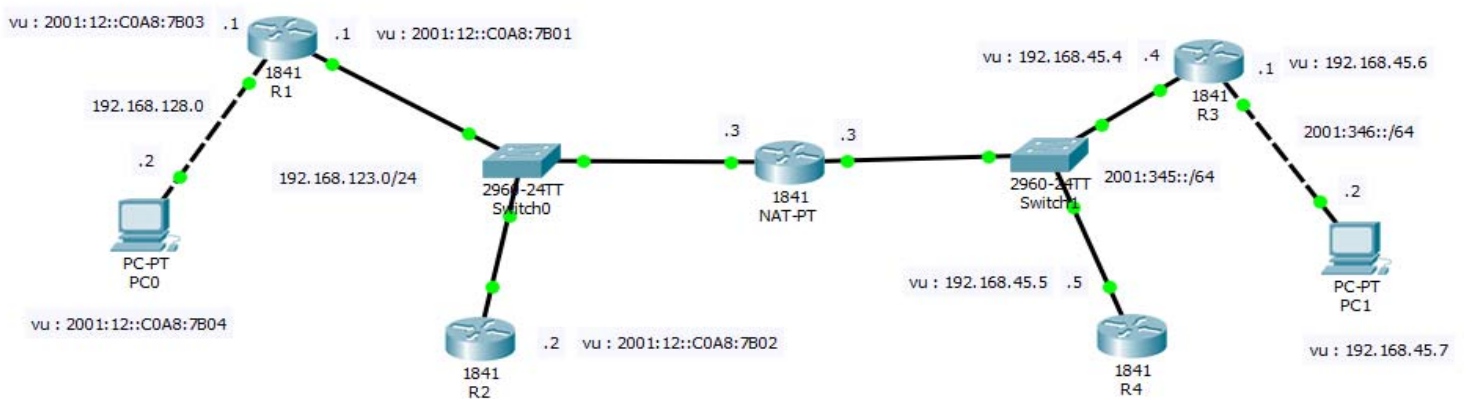 vu : 2001:12::C0A8:7B03
.1
.1
vu : 2001:12::C0A8:7B01
1841
R1
192.168.128.0
.2
PC-PT
PC0
vu : 2001:12::C0A8:7B04
192.168.123.0/24
2960-24TT
Switch0
1841
R2
.2
vu : 2001:12::C0A8:7B02
.3
.3
1841
NAT-PT
vu : 192.168.45.4
.4
1841
R3
.1
vu : 192.168.45.6
2001:346::/64
2960-24TT
Switch1
2001:345::/64
.2
PC-PT
PC1
vu : 192.168.45.7
vu : 192.168.45.5
.5
1841
R4